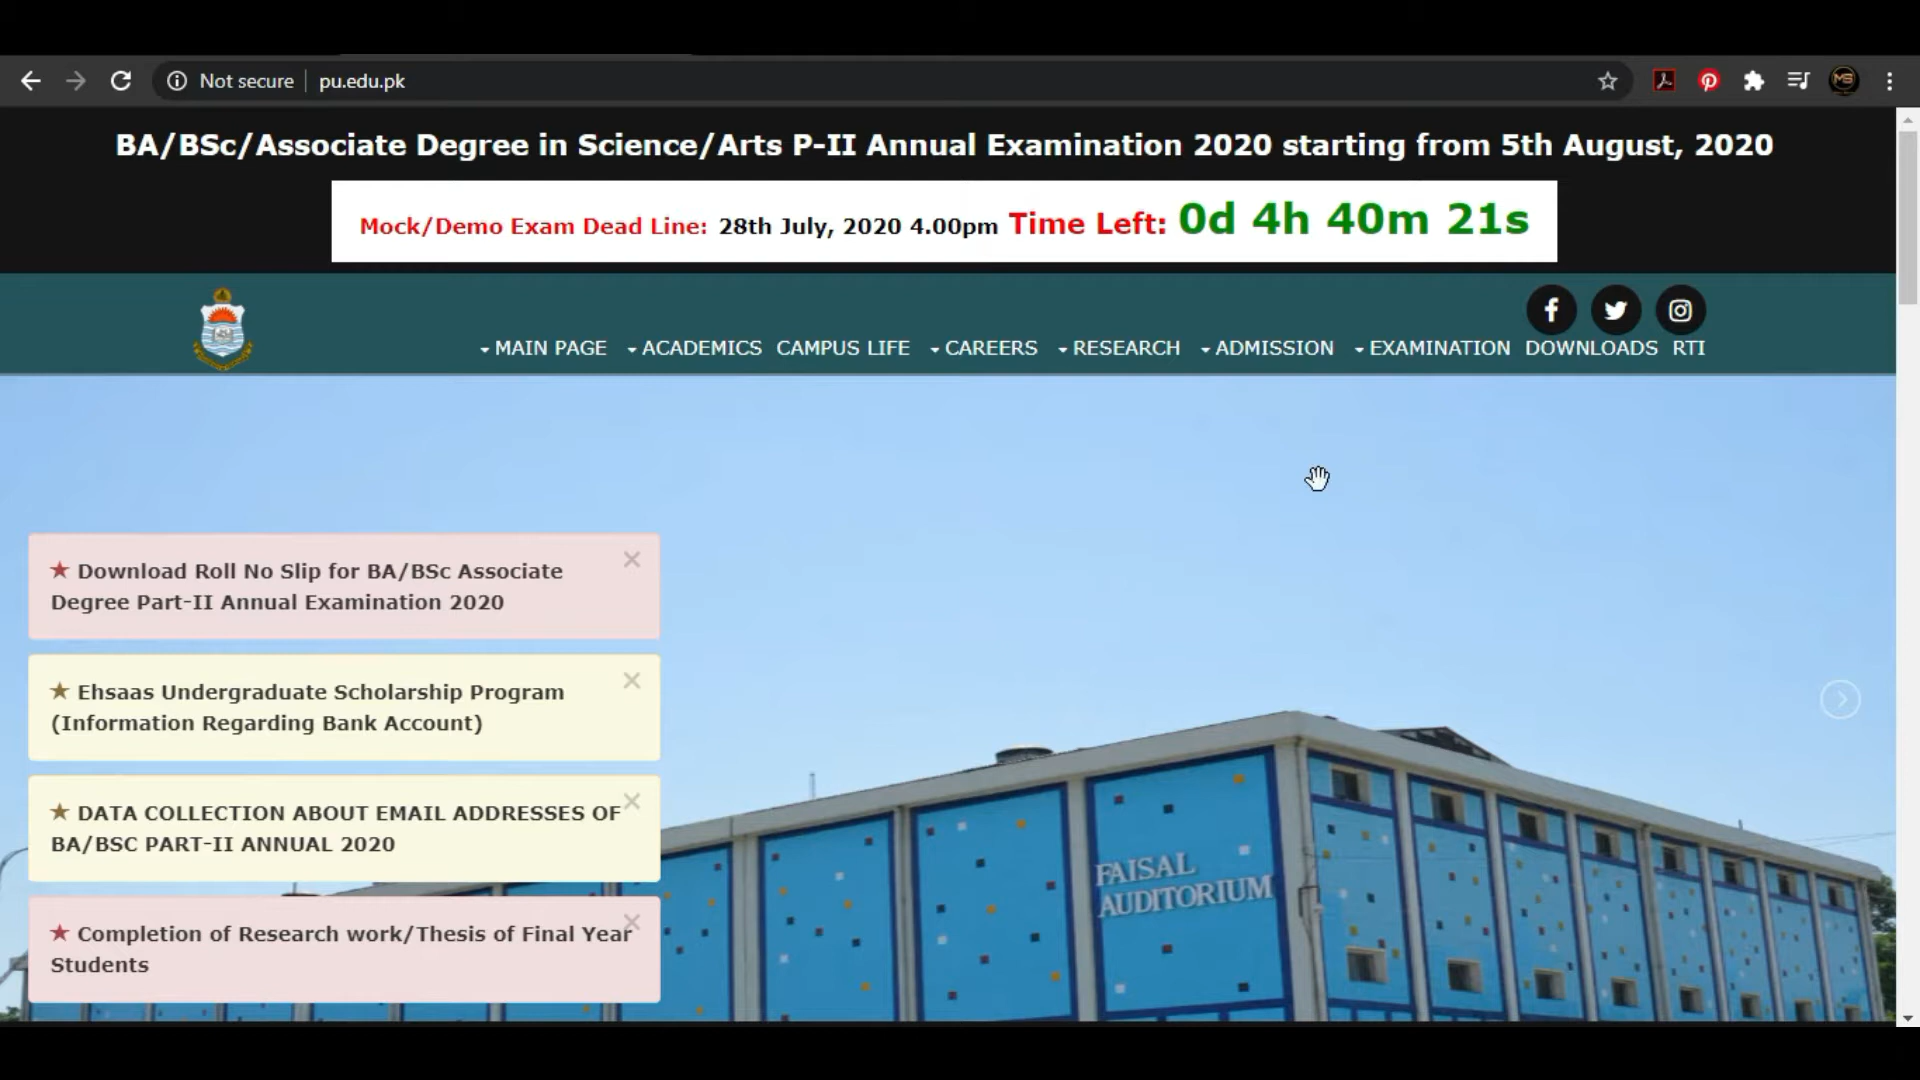 Not secure pu.edu.pk
MS
BA/BSc/Associate Degree in Science/Arts P-II Annual Examination 2020 starting from 5th August, 2020
Mock/Demo Exam Dead Line: 28th July, 2020 4.00pm Time Left: 0d 4h 40m 21s
MAIN PAGE ACADEMICS CAMPUS LIFE CAREERS RESEARCH ADMISSION EXAMINATION DOWNLOADS RTI
★ Download Roll No Slip for BA/BSc Associate
Degree Part-II Annual Examination 2020
★ Ehsaas Undergraduate Scholarship Program
(Information Regarding Bank Account)
★ DATA COLLECTION ABOUT EMAIL ADDRESSES OF
BA/BSC PART-II ANNUAL 2020
★ Completion of Research work/Thesis of Final Year
Students
FAISAL
AUDITORIUM